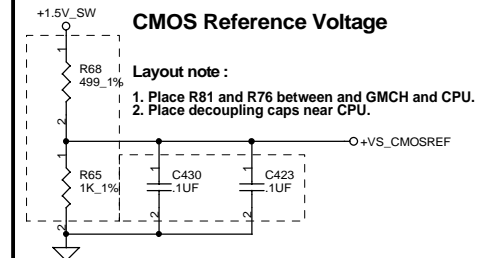 +1.5V_SW
CMOS Reference Voltage
1
R68
499_1%
2
Layout note :
1. Place R81 and R76 between and GMCH and CPU.
2. Place decoupling caps near CPU.
+VS_CMOSREF
1
R65
1K_1%
2
1
C430
.1UF
2
1
C423
.1UF
2